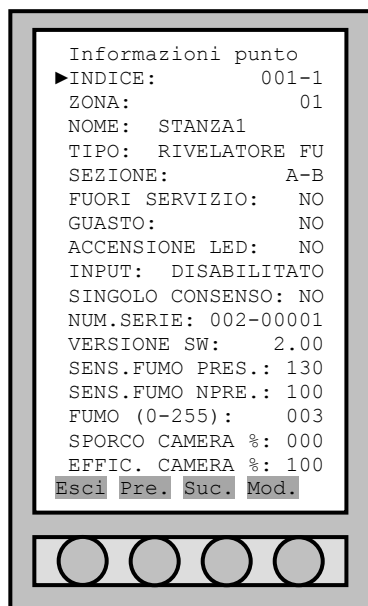 Informazioni punto
►INDICE: 001-1
ZONA: 01
NOME: STANZA1
TIPO: RIVELATORE FU
SEZIONE: A-B
FUORI SERVIZIO: NO
GUASTO: NO
ACCENSIONE LED: NO
INPUT: DISABILITATO
SINGOLO CONSENSO: NO
NUM.SERIE: 002-00001
VERSIONE SW: 2.00
SENS.FUMO PRES.: 130
SENS.FUMO NPRE.: 100
FUMO (0-255): 003
SPORCO CAMERA %: 000
EFFIC. CAMERA %: 100
Esci Pre. Suc. Mod.